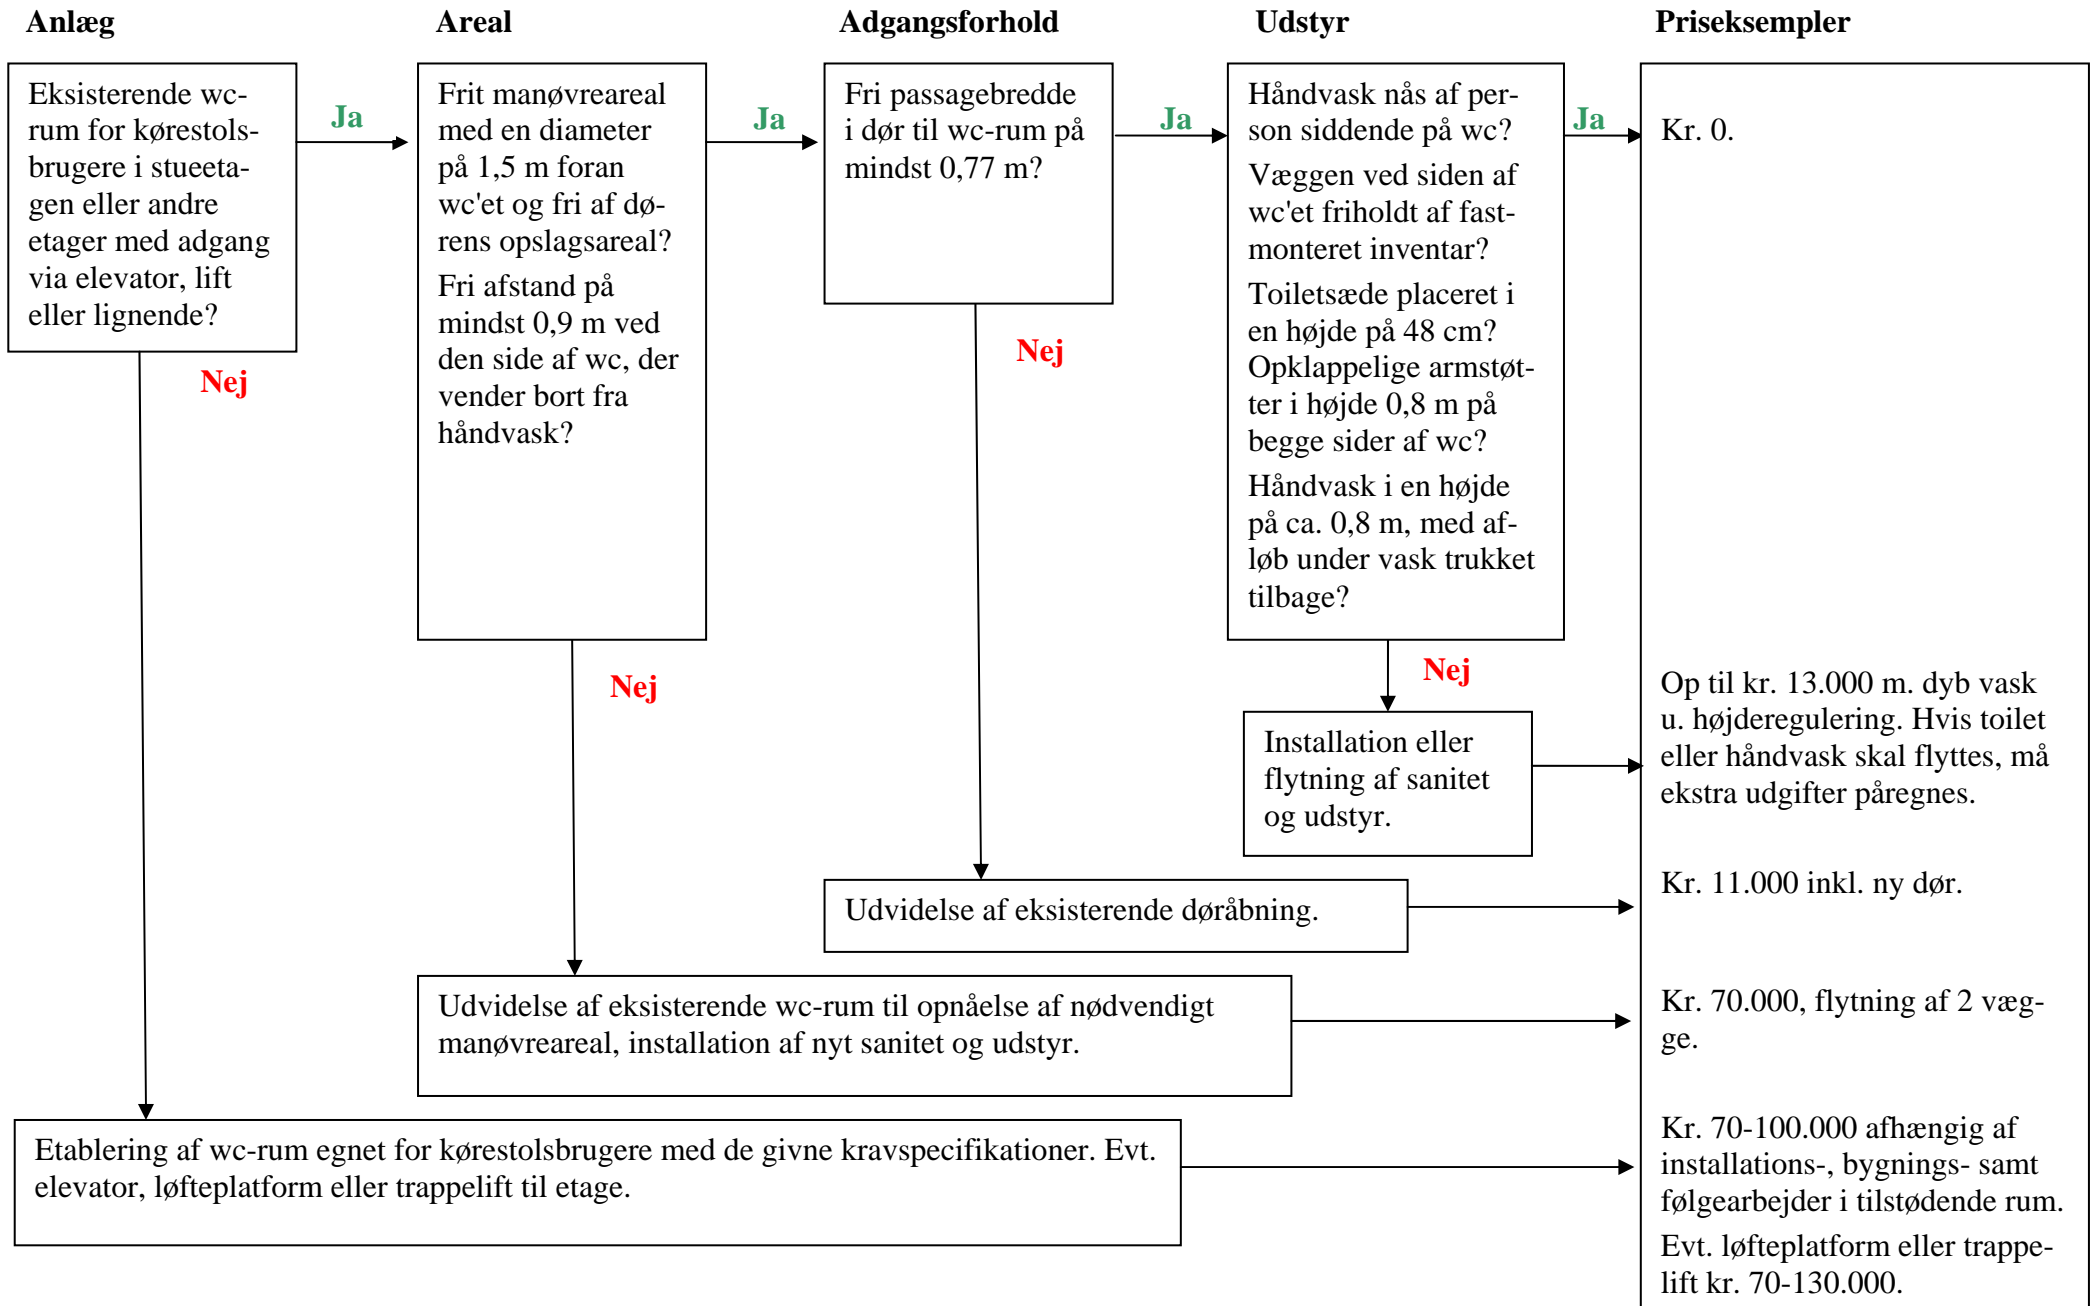 Anlæg
Areal
Adgangsforhold
Udstyr
Priseksempler
Eksisterende wc-
rum for kørestols-
brugere i stueeta-
gen eller andre
etager med adgang
via elevator, lift
eller lignende?
Ja
Nej
Frit manøvreareal
med en diameter
på 1,5 m foran
wc'et og fri af dø-
rens opslagsareal?
Fri afstand på
mindst 0,9 m ved
den side af wc, der
vender bort fra
håndvask?
Ja
Nej
Fri passagebredde
i dør til wc-rum på
mindst 0,77 m?
Ja
Nej
Håndvask nås af per-
son siddende på wc?
Væggen ved siden af
wc'et friholdt af fast-
monteret inventar?
Toiletsæde placeret i
en højde på 48 cm?
Opklappelige armstøt-
ter i højde 0,8 m på
begge sider af wc?
Håndvask i en højde
på ca. 0,8 m, med af-
løb under vask trukket
tilbage?
Ja
Nej
Kr. 0.
Installation eller
flytning af sanitet
og udstyr.
Op til kr. 13.000 m. dyb vask
u. højderegulering. Hvis toilet
eller håndvask skal flyttes, må
ekstra udgifter påregnes.
Udvidelse af eksisterende døråbning.
Kr. 11.000 inkl. ny dør.
Udvidelse af eksisterende wc-rum til opnåelse af nødvendigt
manøvreareal, installation af nyt sanitet og udstyr.
Kr. 70.000, flytning af 2 væg-
ge.
Etablering af wc-rum egnet for kørestolsbrugere med de givne kravspecifikationer. Evt.
elevator, løfteplatform eller trappelift til etage.
Kr. 70-100.000 afhængig af
installations-, bygnings- samt
følgearbejder i tilstødende rum.
Evt. løfteplatform eller trappe-
lift kr. 70-130.000.